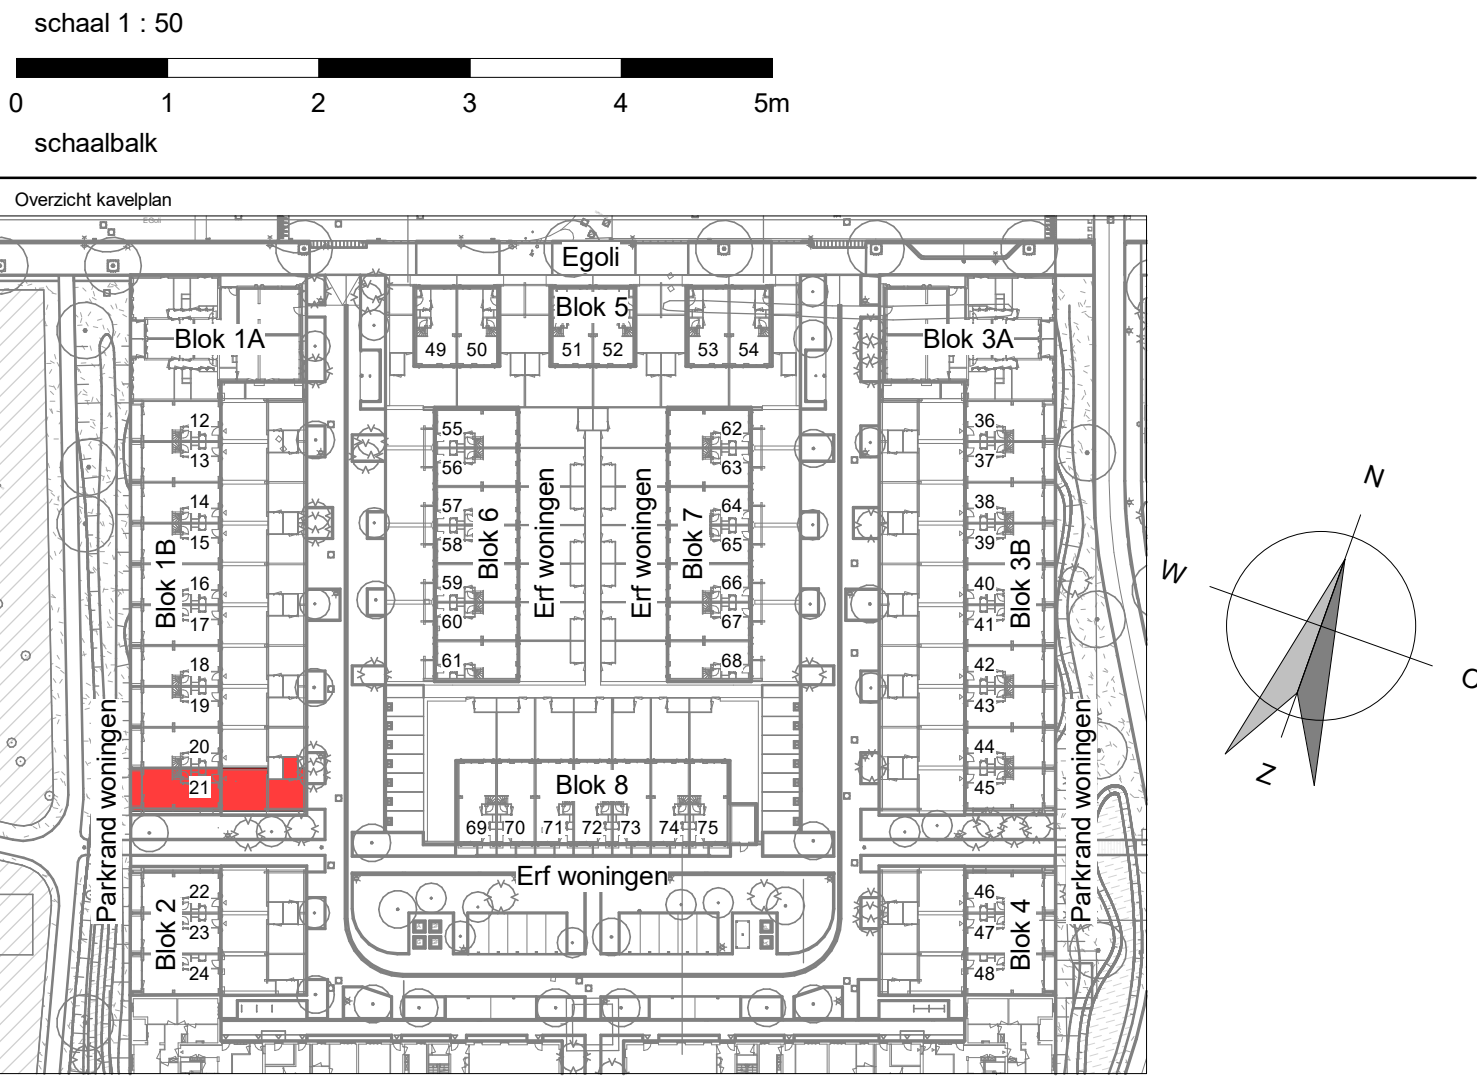 schaal 1 : 50
0 1 2 3 4 5m
schaalbalk
Overzicht kavelplan
EGoli
Egoli
Blok 5
Blok 1A
Blok 3A
49 50 51 52 53 54
12
13
14
15
16
17
18
19
20
21
Blok 1B
Parkrand woningen
55
56
57
58
59
60
61
Blok 6
Erf woningen
Erf woningen
Blok 7
62
63
64
65
66
67
68
36
37
38
39
40
41
42
43
44
45
Blok 3B
Parkrand woningen
Blok 8
69 70 71 72 73 74 75
Erf woningen
22
23
24
Blok 2
46
47
48
Blok 4
N
W
O
Z